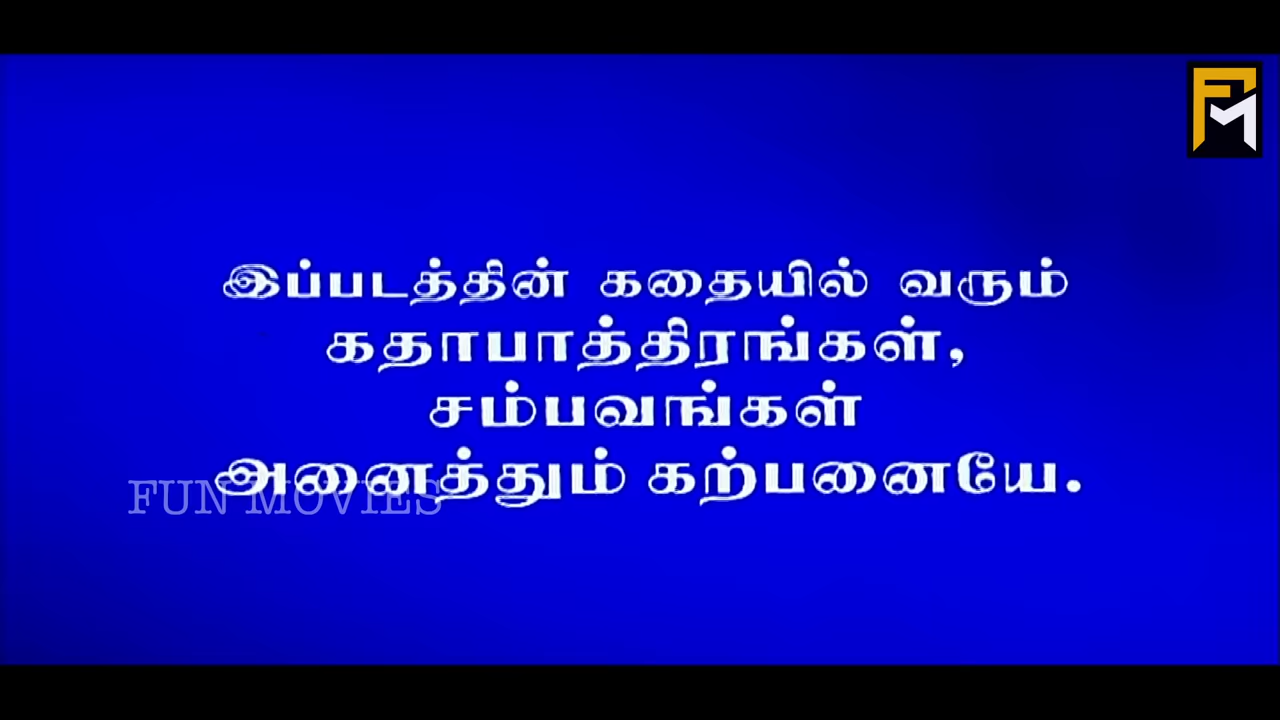 இப்படத்தின் கதையில் வரும்
கதாபாத்திரங்கள்,
சம்பவங்கள்
அனைத்தும் கற்பனையே.
FUN MOVIES